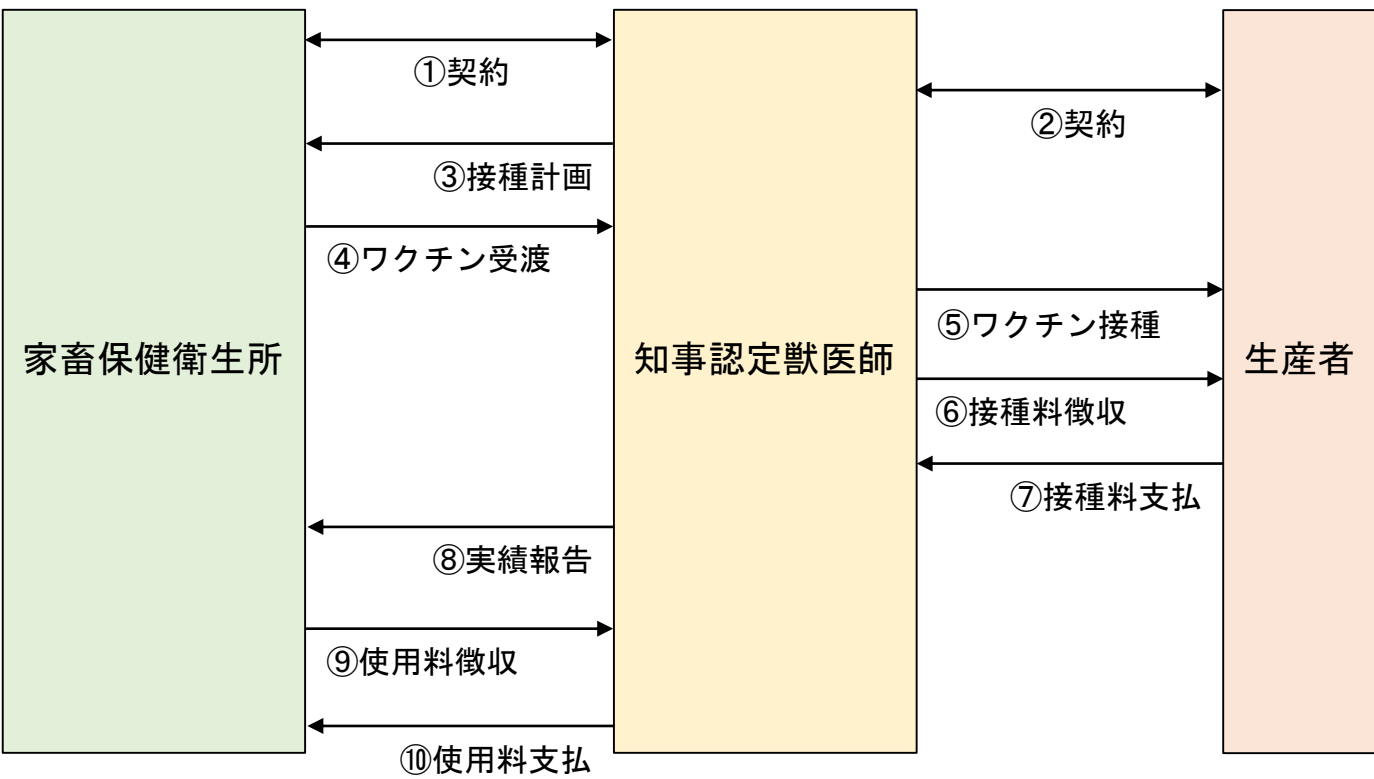 ①契約
②契約
③接種計画
④ワクチン受渡
⑤ワクチン接種
家畜保健衛生所
知事認定獣医師
生産者
⑥接種料徴収
⑦接種料支払
⑧実績報告
⑨使用料徴収
⑩使用料支払